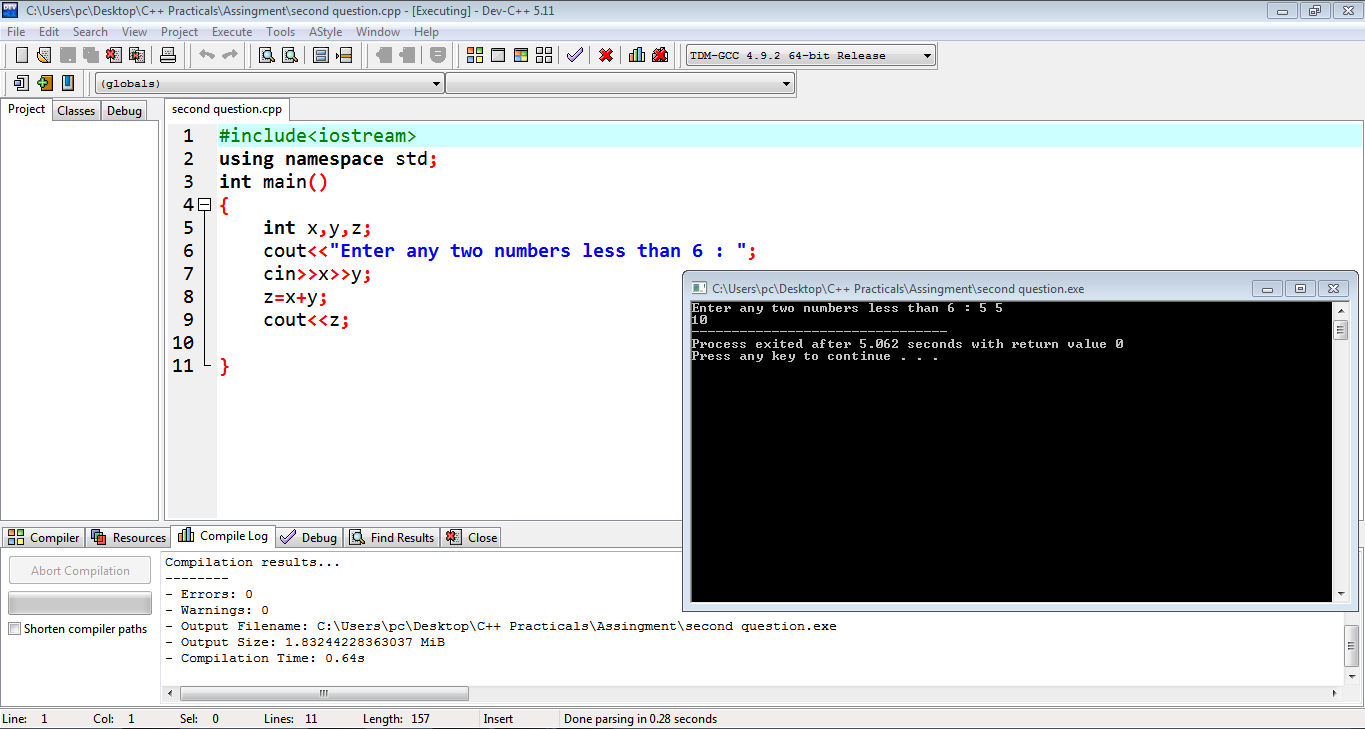 C:\Users\pc\Desktop\C++ Practicals\Assingment\second question.cpp - [Executing] - Dev-C++ 5.11
File Edit Search View Project Execute Tools AStyle Window Help
TDM-GCC 4.9.2 64-bit Release
(globals)
Project Classes Debug
second question.cpp
1 #include<iostream>
2 using namespace std;
3 int main()
4 {
5 int x,y,z;
6 cout<<"Enter any two numbers less than 6 : ";
7 cin>>x>>y;
8 z=x+y;
9 cout<<z;
10
11 }
C:\Users\pc\Desktop\C++ Practicals\Assingment\second question.exe
Enter any two numbers less than 6 : 5 5
10
--------------------------------
Process exited after 5.062 seconds with return value 0
Press any key to continue . . .
Compiler Resources Compile Log Debug Find Results Close
Abort Compilation
Shorten compiler paths
Compilation results...
--------
- Errors: 0
- Warnings: 0
- Output Filename: C:\Users\pc\Desktop\C++ Practicals\Assingment\second question.exe
- Output Size: 1.83244228363037 MiB
- Compilation Time: 0.64s
Line: 1 Col: 1 Sel: 0 Lines: 11 Length: 157 Insert Done parsing in 0.28 seconds